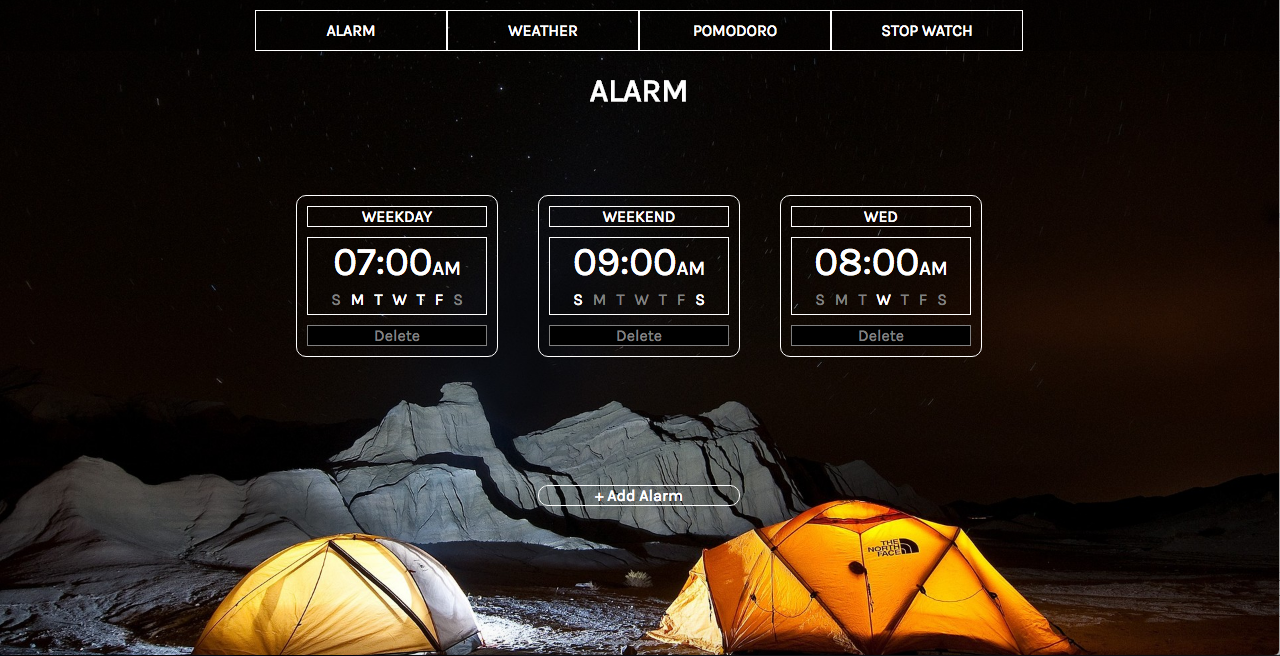 ALARM WEATHER POMODORO STOP WATCH
ALARM
WEEKDAY
07:00AM
S M T W T F S
Delete
WEEKEND
09:00AM
S M T W T F S
Delete
WED
08:00AM
S M T W T F S
Delete
+ Add Alarm
THE
NORTH
FACE